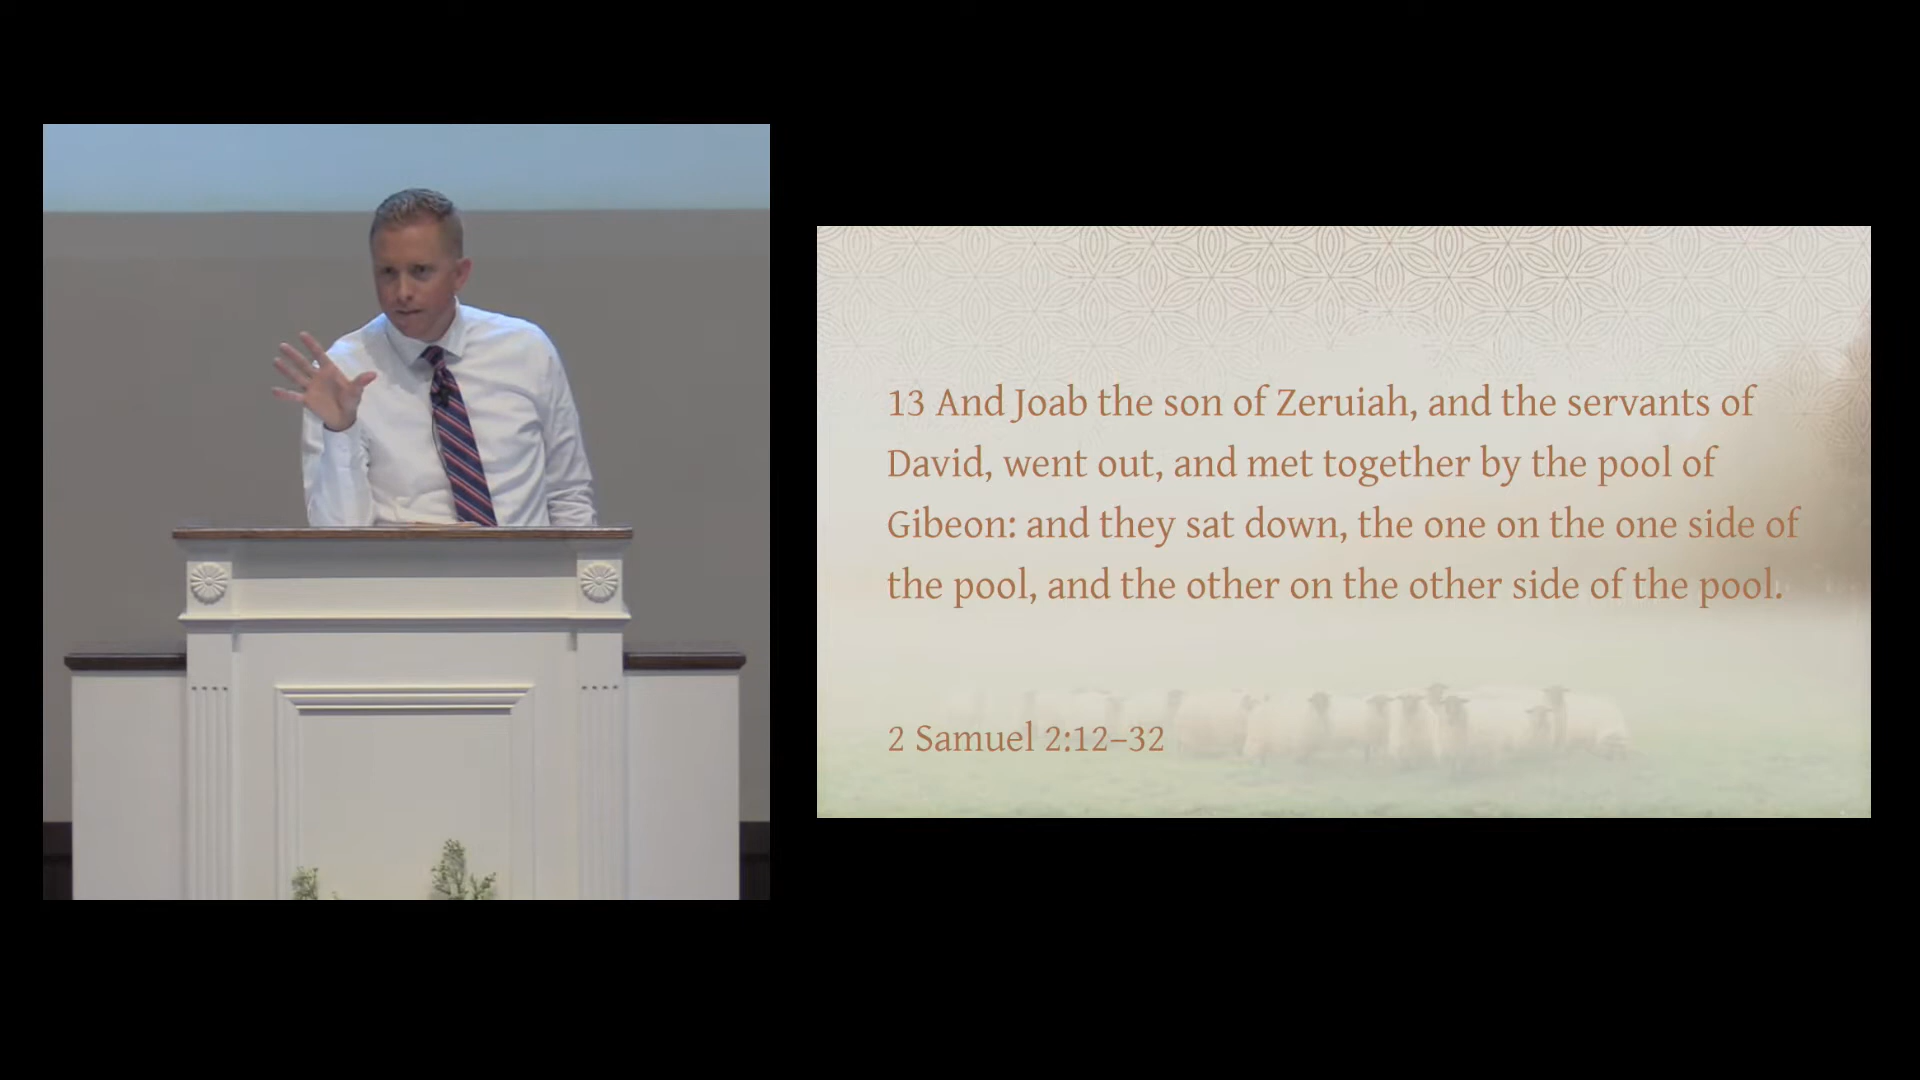 13 And Joab the son of Zeruiah, and the servants of
David, went out, and met together by the pool of
Gibeon: and they sat down, the one on the one side of
the pool, and the other on the other side of the pool.
2 Samuel 2:12–32